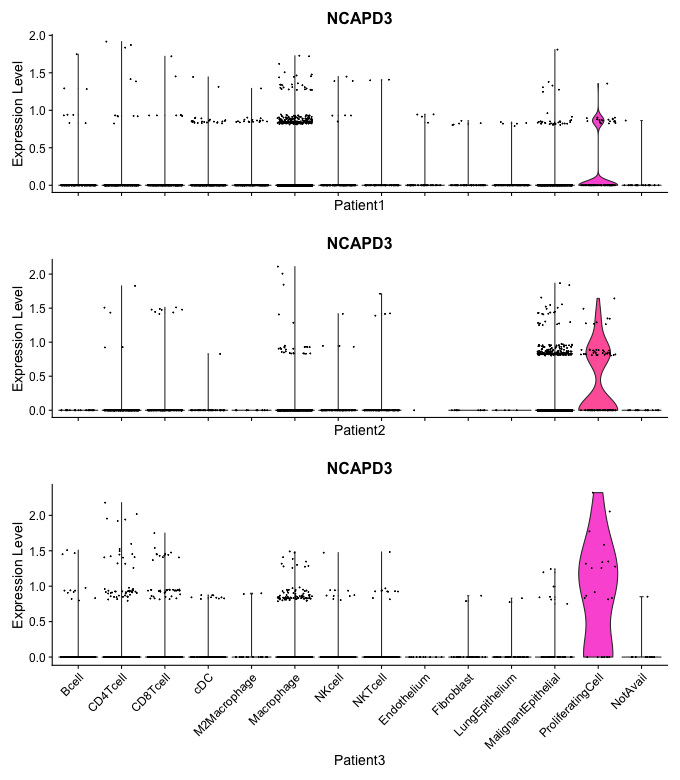 NCAPD3
Expression Level
2.0
1.5
1.0
0.5
0.0
Patient1
NCAPD3
Expression Level
2.0
1.5
1.0
0.5
0.0
Patient2
NCAPD3
Expression Level
2.0
1.5
1.0
0.5
0.0
Bcell
CD4Tcell
CD8Tcell
cDC
M2Macrophage
Macrophage
NKcell
NKTcell
Endothelium
Fibroblast
LungEpithelium
MalignantEpithelial
ProliferatingCell
NotAvail
Patient3